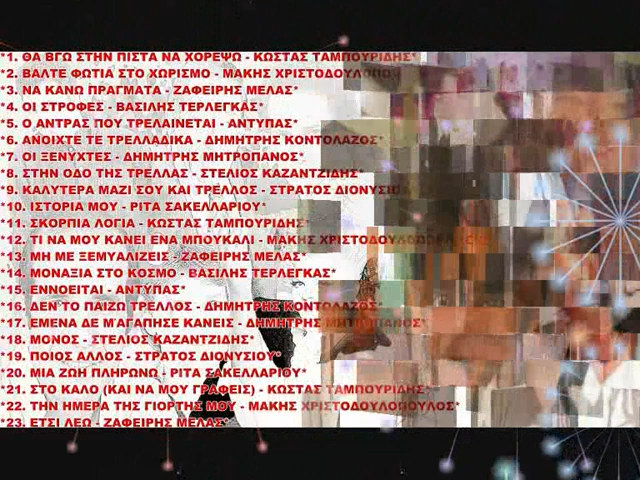 *1. ΘΑ ΒΓΩ ΣΤΗΝ ΠΙΣΤΑ ΝΑ ΧΟΡΕΨΩ - ΚΩΣΤΑΣ ΤΑΜΠΟΥΡΙΔΗΣ*
*2. ΒΑΛΤΕ ΦΩΤΙΑ ΣΤΟ ΧΩΡΙΣΜΟ - ΜΑΚΗΣ
*3. ΝΑ ΚΑΝΩ ΠΡΑΓΜΑΤΑ - ΖΑΦΕΙΡΗΣ ΜΕΛΑΣ*
*4. ΟΙ ΣΤΡΟΦΕΣ - ΒΑΣΙΛΗΣ ΤΕΡΛΕΓΚΑΣ*
*5. Ο ΑΝΤΡΑΣ ΠΟΥ ΤΡΕΛΑΙΝΕΤΑΙ - ΑΝΤΥΠΑΣ*
*6. ΑΝΟΙΧΤΕ ΤΕ ΤΡΕΛΛΑΔΙΚΑ - ΔΗΜΗΤΡΗΣ ΚΟΝΤΟΛΑΖΟΣ*
*7. ΟΙ ΞΕΝΥΧΤΕΣ - ΔΗΜΗΤΡΗΣ ΜΗΤΡΟΠΑΝΟΣ*
*8. ΣΤΗΝ ΟΔΟ ΤΗΣ ΤΡΕΛΛΑΣ - ΣΤΕΛΙΟΣ ΚΑΖΑΝΤΖΙΔΗΣ*
*9. ΚΑΛΥΤΕΡΑ ΜΑΖΙ ΣΟΥ ΚΑΙ ΤΡΕΛΛΟΣ - ΣΤΡΑΤΟΣ
*10. ΙΣΤΟΡΙΑ ΜΟΥ - ΡΙΤΑ ΣΑΚΕΛΛΑΡΙΟΥ*
*11. ΣΚΟΡΠΙΑ ΛΟΓΙΑ - ΚΩΣΤΑΣ ΤΑΜΠΟΥΡΙΔΗΣ*
*12. ΤΙ ΝΑ ΜΟΥ ΚΑΝΕΙ ΕΝΑ ΜΠΟΥΚΑΛΙ - ΜΑΚΗΣ
*13. ΜΗ ΜΕ ΞΕΜΥΑΛΙΖΕΙΣ - ΖΑΦΕΙΡΗΣ ΜΕΛΑΣ*
*14. ΜΟΝΑΞΙΑ ΣΤΟ ΚΟΣΜΟ - ΒΑΣΙΛΗΣ ΤΕΡΛΕΓΚΑΣ*
*15. ΕΝΝΟΕΙΤΑΙ - ΑΝΤΥΠΑΣ*
*16. ΔΕΝ ΤΟ ΠΑΙΖΩ ΤΡΕΛΛΟΣ - ΔΗΜΗΤΡΗΣ ΚΟΝΤΟΛΑΖΟΣ*
*17. ΕΜΕΝΑ ΔΕ Μ'ΑΓΑΠΗΣΕ ΚΑΝΕΙΣ - ΔΗΜΗΤΡΗΣ ΜΗΤΡΟΠΑΝΟΣ*
*18. ΜΟΝΟΣ - ΣΤΕΛΙΟΣ ΚΑΖΑΝΤΖΙΔΗΣ*
*19. ΠΟΙΟΣ ΑΛΛΟΣ - ΣΤΡΑΤΟΣ ΔΙΟΝΥΣΙΟΥ*
*20. ΜΙΑ ΖΩΗ ΠΛΗΡΩΝΩ - ΡΙΤΑ ΣΑΚΕΛΛΑΡΙΟΥ*
*21. ΣΤΟ ΚΑΛΟ (ΚΑΙ ΝΑ ΜΟΥ ΓΡΑΦΕΙΣ) - ΚΩΣΤΑΣ ΤΑΜΠΟΥΡΙΔΗΣ*
*22. ΤΗΝ ΗΜΕΡΑ ΤΗΣ ΓΙΟΡΤΗΣ ΜΟΥ - ΜΑΚΗΣ ΧΡΙΣΤΟΔΟΥΛΟΠΟΥΛΟΣ*
*23. ΕΤΣΙ ΛΕΩ - ΖΑΦΕΙΡΗΣ ΜΕΛΑΣ*